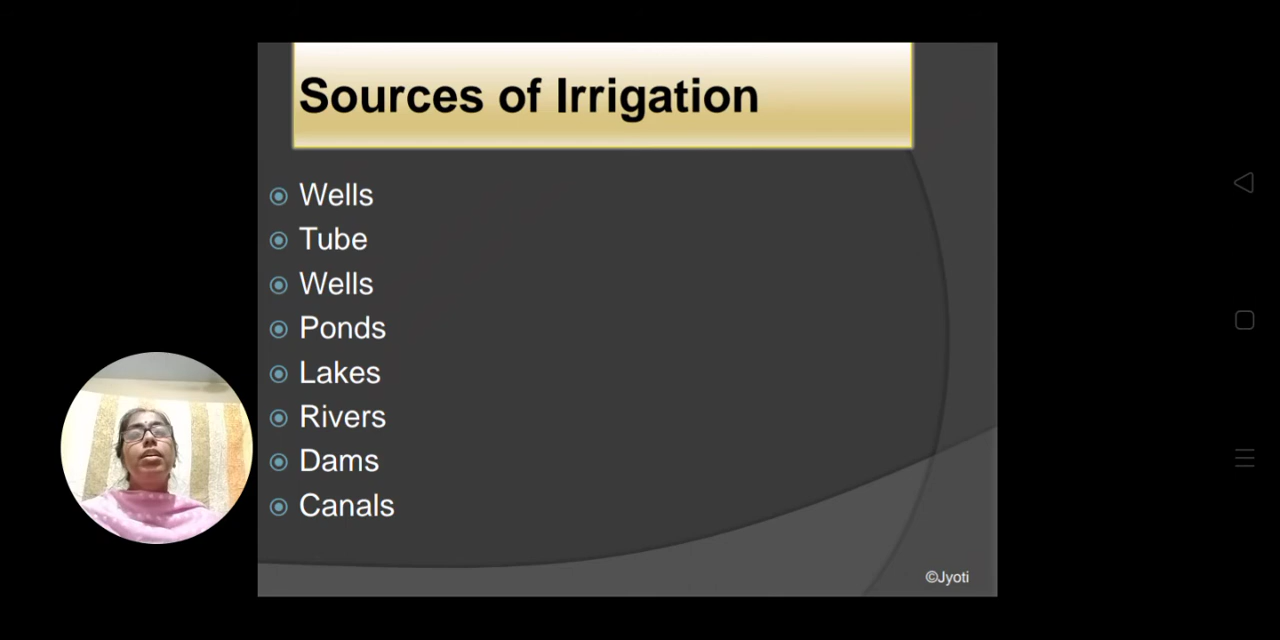 Sources of Irrigation
Wells
Tube
Wells
Ponds
Lakes
Rivers
Dams
Canals
©Jyoti